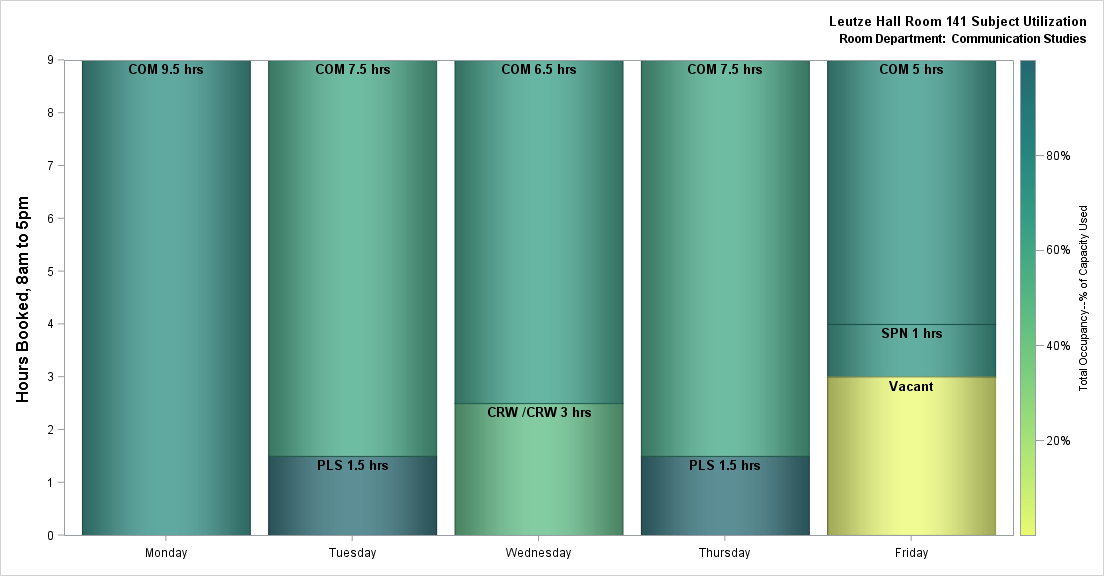 Leutze Hall Room 141 Subject Utilization
Room Department: Communication Studies
Hours Booked, 8am to 5pm
9
8
7
6
5
4
3
2
1
0
COM 9.5 hrs
COM 7.5 hrs
PLS 1.5 hrs
COM 6.5 hrs
CRW /CRW 3 hrs
COM 7.5 hrs
PLS 1.5 hrs
COM 5 hrs
SPN 1 hrs
Vacant
Monday
Tuesday
Wednesday
Thursday
Friday
80%
60%
40%
20%
Total Occupancy--% of Capacity Used